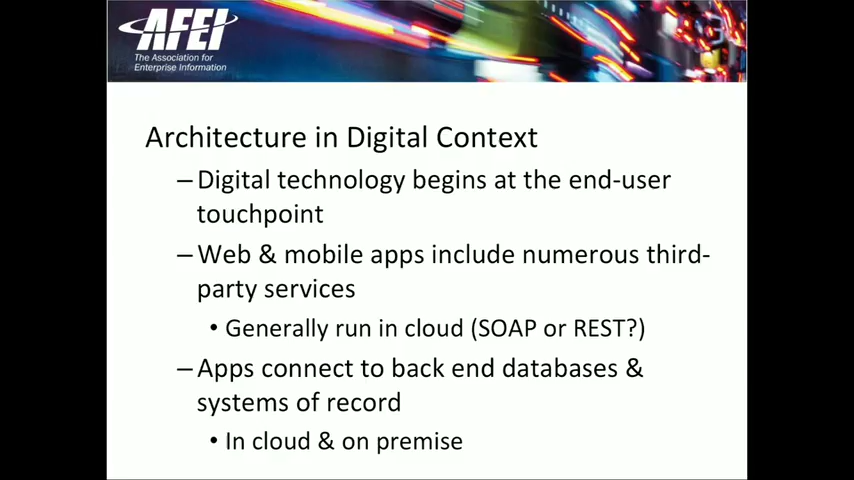 AFEI
The Association for
Enterprise Information
Architecture in Digital Context
–Digital technology begins at the end-user
touchpoint
–Web & mobile apps include numerous third-
party services
• Generally run in cloud (SOAP or REST?)
–Apps connect to back end databases &
systems of record
• In cloud & on premise